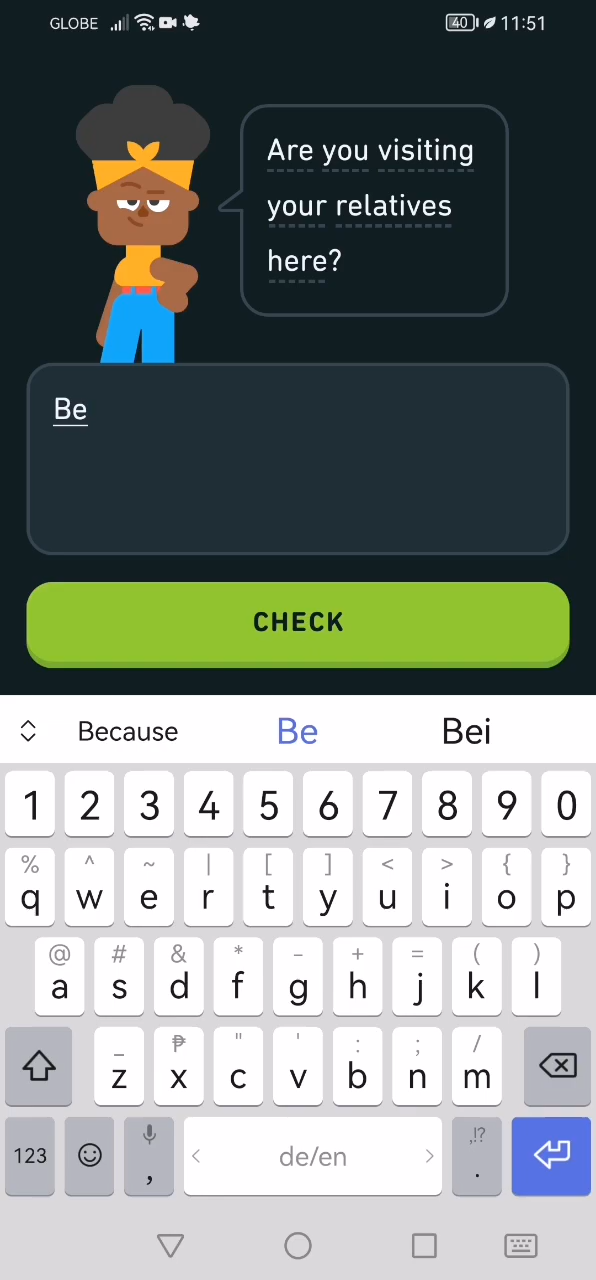 GLOBE 40 11:51
Are you visiting
your relatives
here?
Be
CHECK
Because Be Bei
1 2 3 4 5 6 7 8 9 0
% ^ ~ | [ ] < > { }
q w e r t y u i o p
@ # & * - + = ( )
a s d f g h j k l
_ ₱ " ' : ; /
z x c v b n m
,!?
123 , < de/en > .